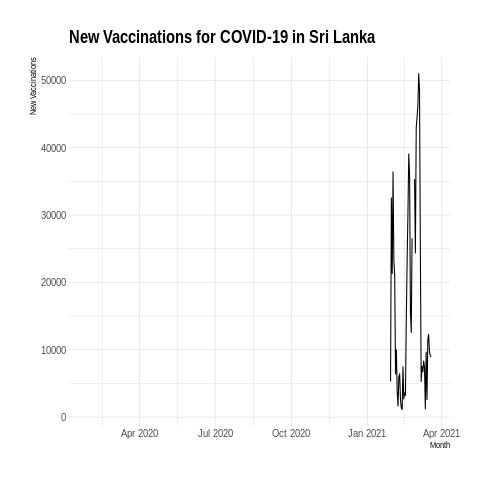 New Vaccinations for COVID-19 in Sri Lanka
New Vaccinations
50000
40000
30000
20000
10000
0
Apr 2020 Jul 2020 Oct 2020 Jan 2021 Apr 2021
Month